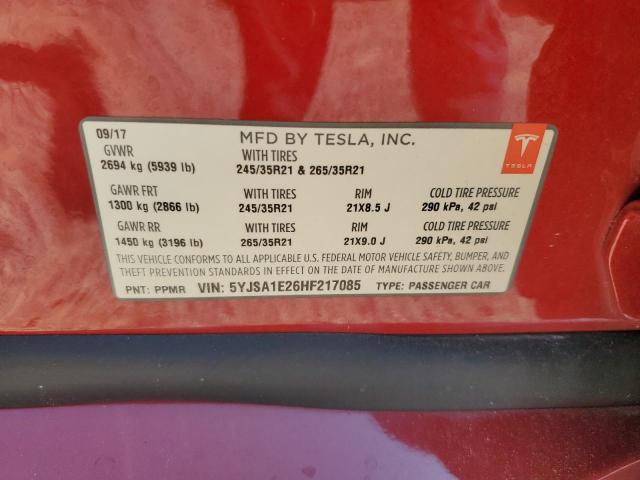 09/17 MFD BY TESLA, INC.
GVWR WITH TIRES
2694 kg (5939 lb) 245/35R21 & 265/35R21
TESLA
GAWR FRT WITH TIRES RIM COLD TIRE PRESSURE
1300 kg (2866 lb) 245/35R21 21X8.5 J 290 kPa, 42 psi
GAWR RR WITH TIRES RIM COLD TIRE PRESSURE
1450 kg (3196 lb) 265/35R21 21X9.0 J 290 kPa, 42 psi
THIS VEHICLE CONFORMS TO ALL APPLICABLE U.S. FEDERAL MOTOR VEHICLE SAFETY, BUMPER, AND
THEFT PREVENTION STANDARDS IN EFFECT ON THE DATE OF MANUFACTURE SHOWN ABOVE.
PNT: PPMR VIN: 5YJSA1E26HF217085 TYPE: PASSENGER CAR